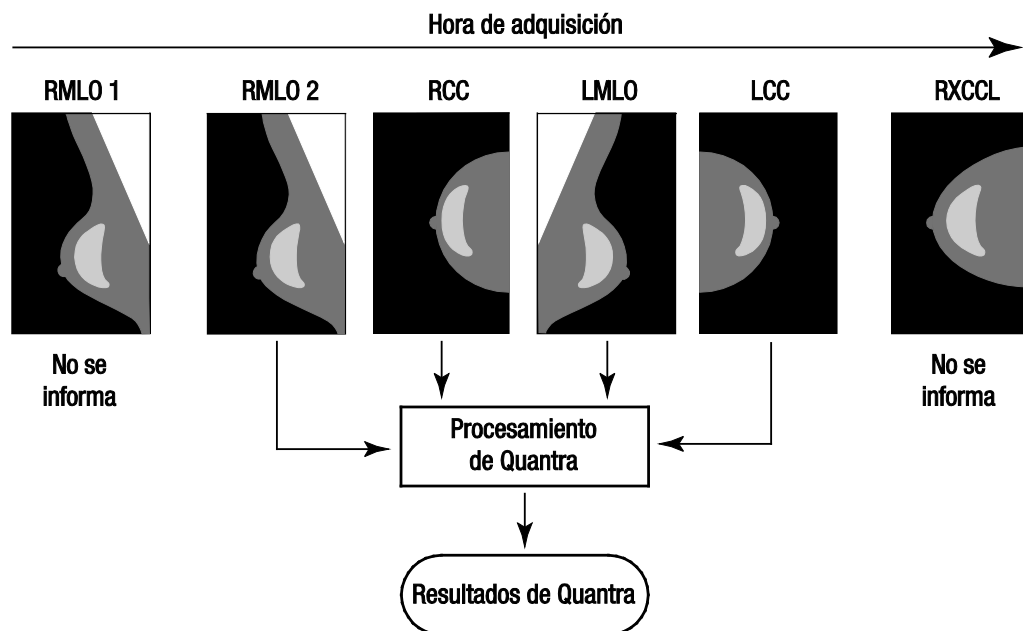 Hora de adquisición
RMLO 1
RMLO 2
RCC
LMLO
LCC
RXCCL
No se
informa
No se
informa
Procesamiento
de Quantra
Resultados de Quantra